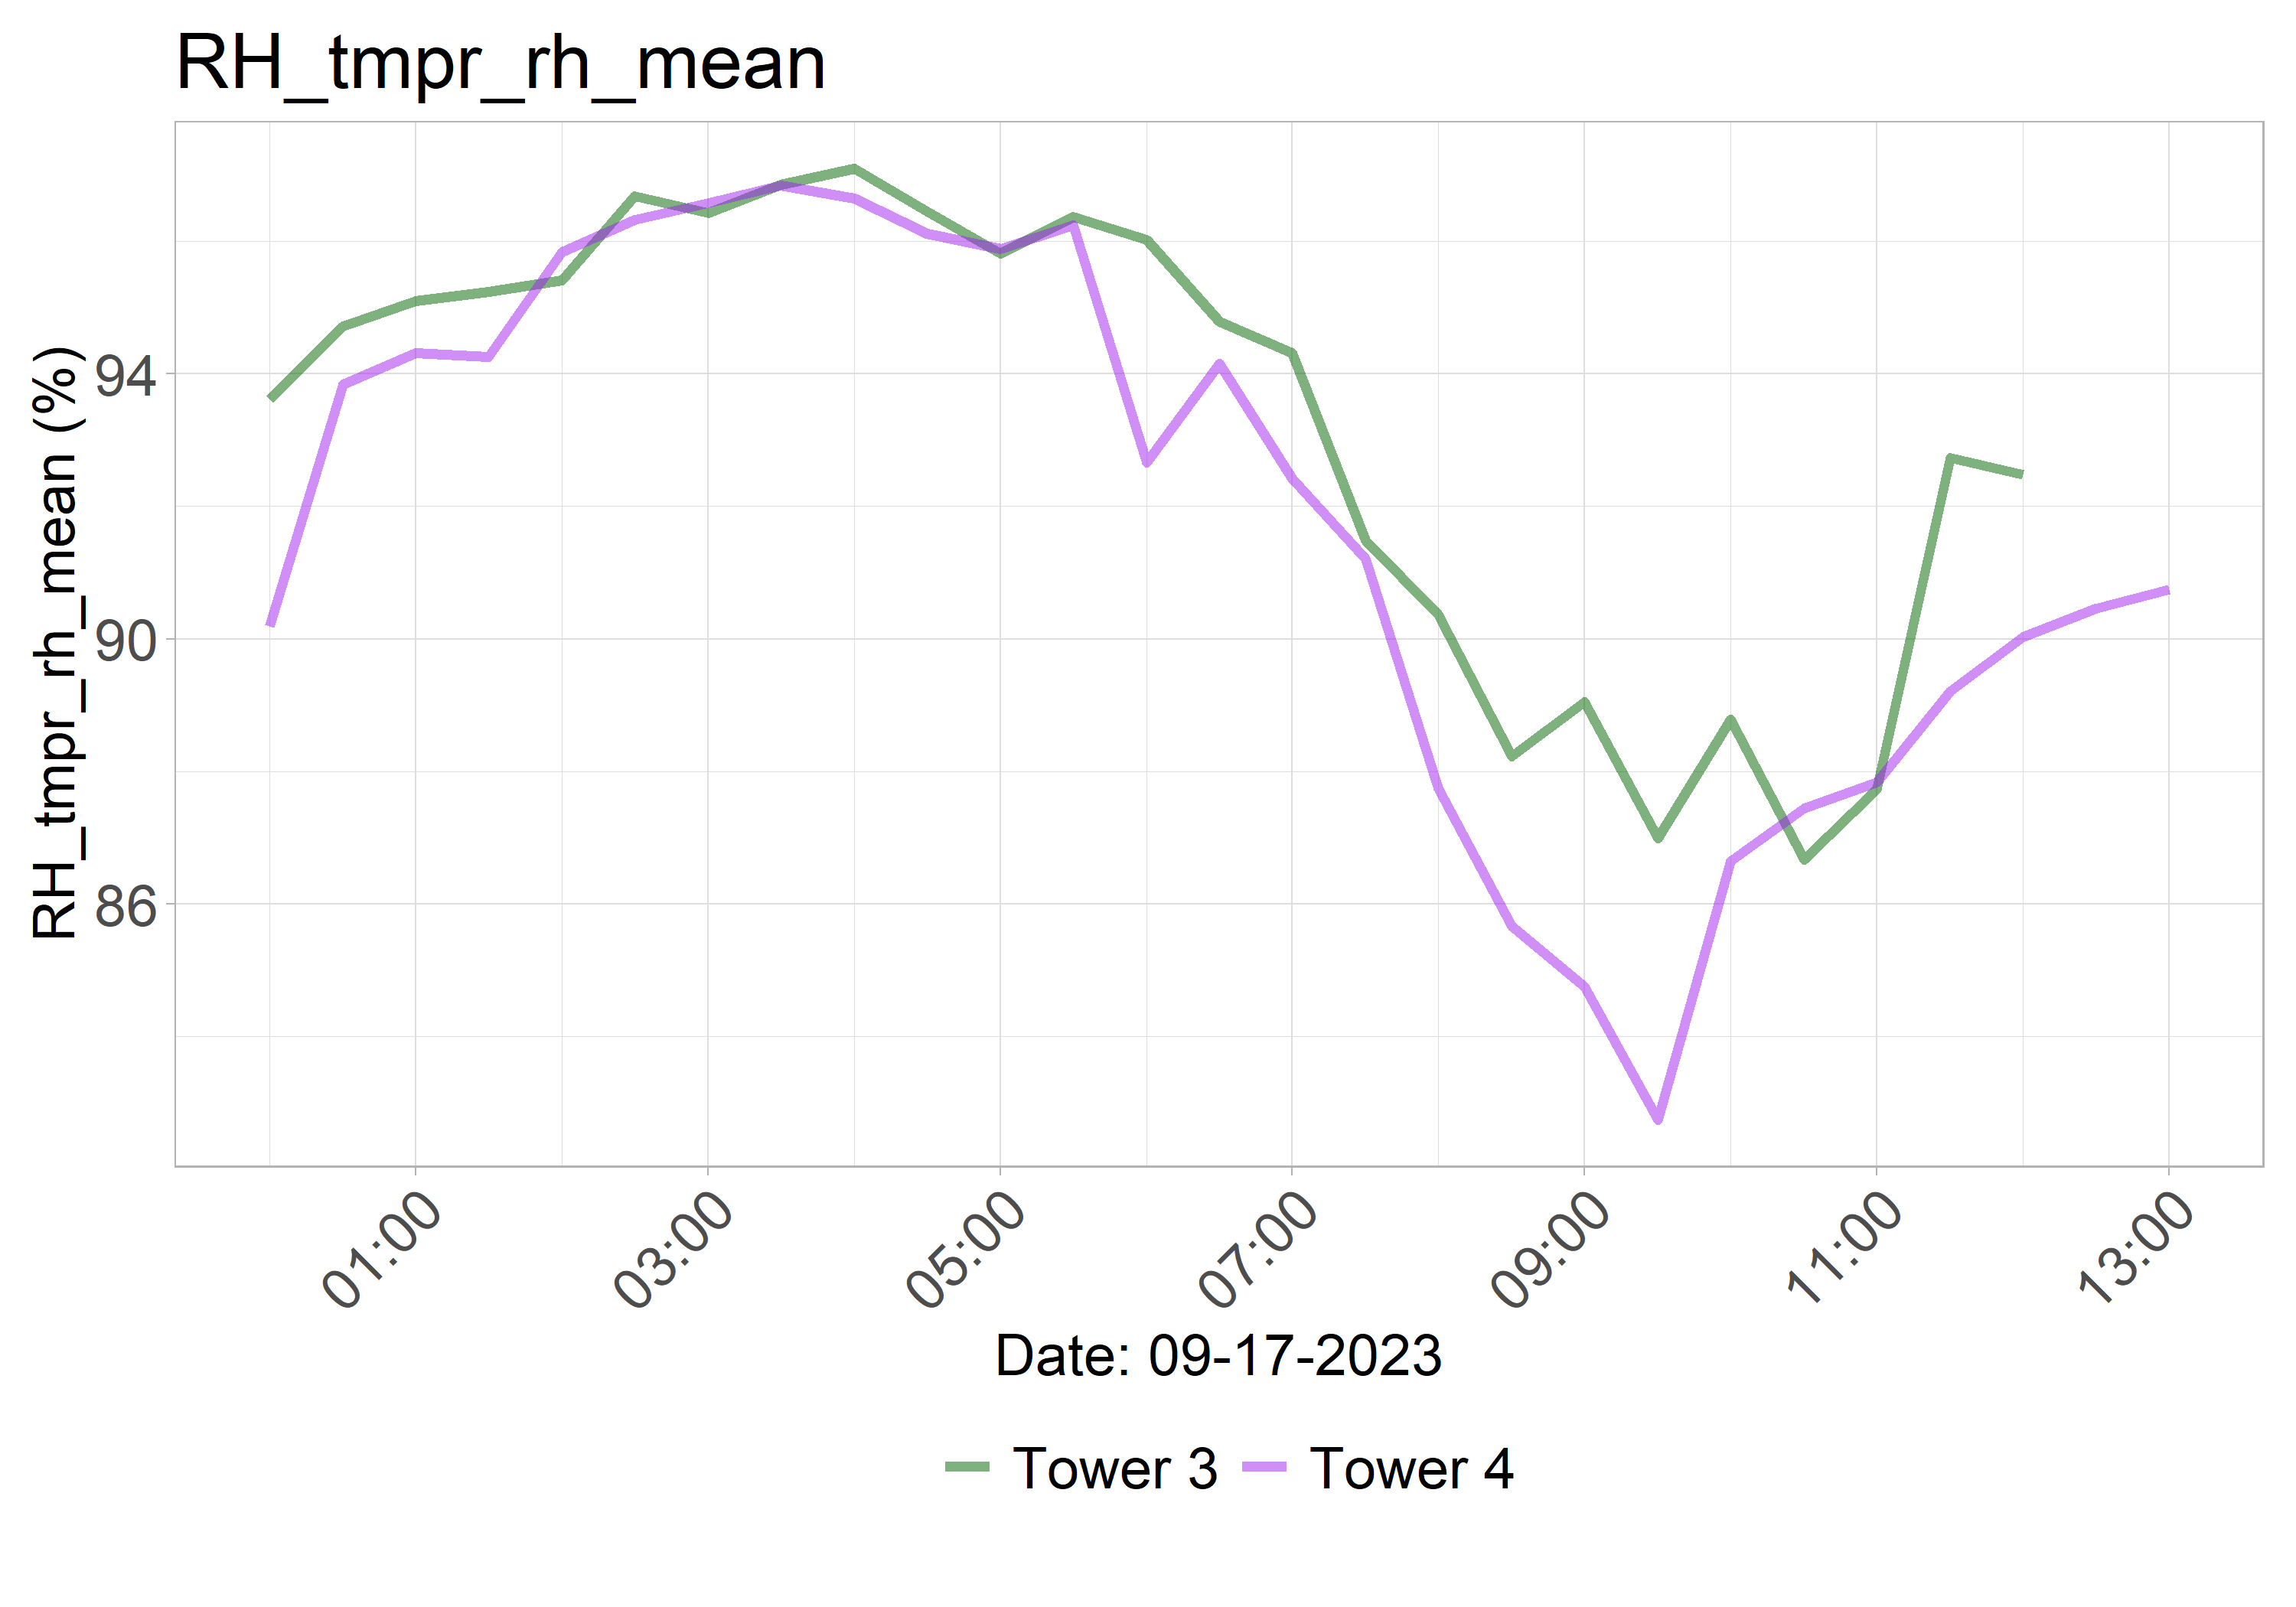 RH_tmpr_rh_mean
RH_tmpr_rh_mean (%)
94
90
86
01:00
03:00
05:00
07:00
09:00
11:00
13:00
Date: 09-17-2023
Tower 3
Tower 4